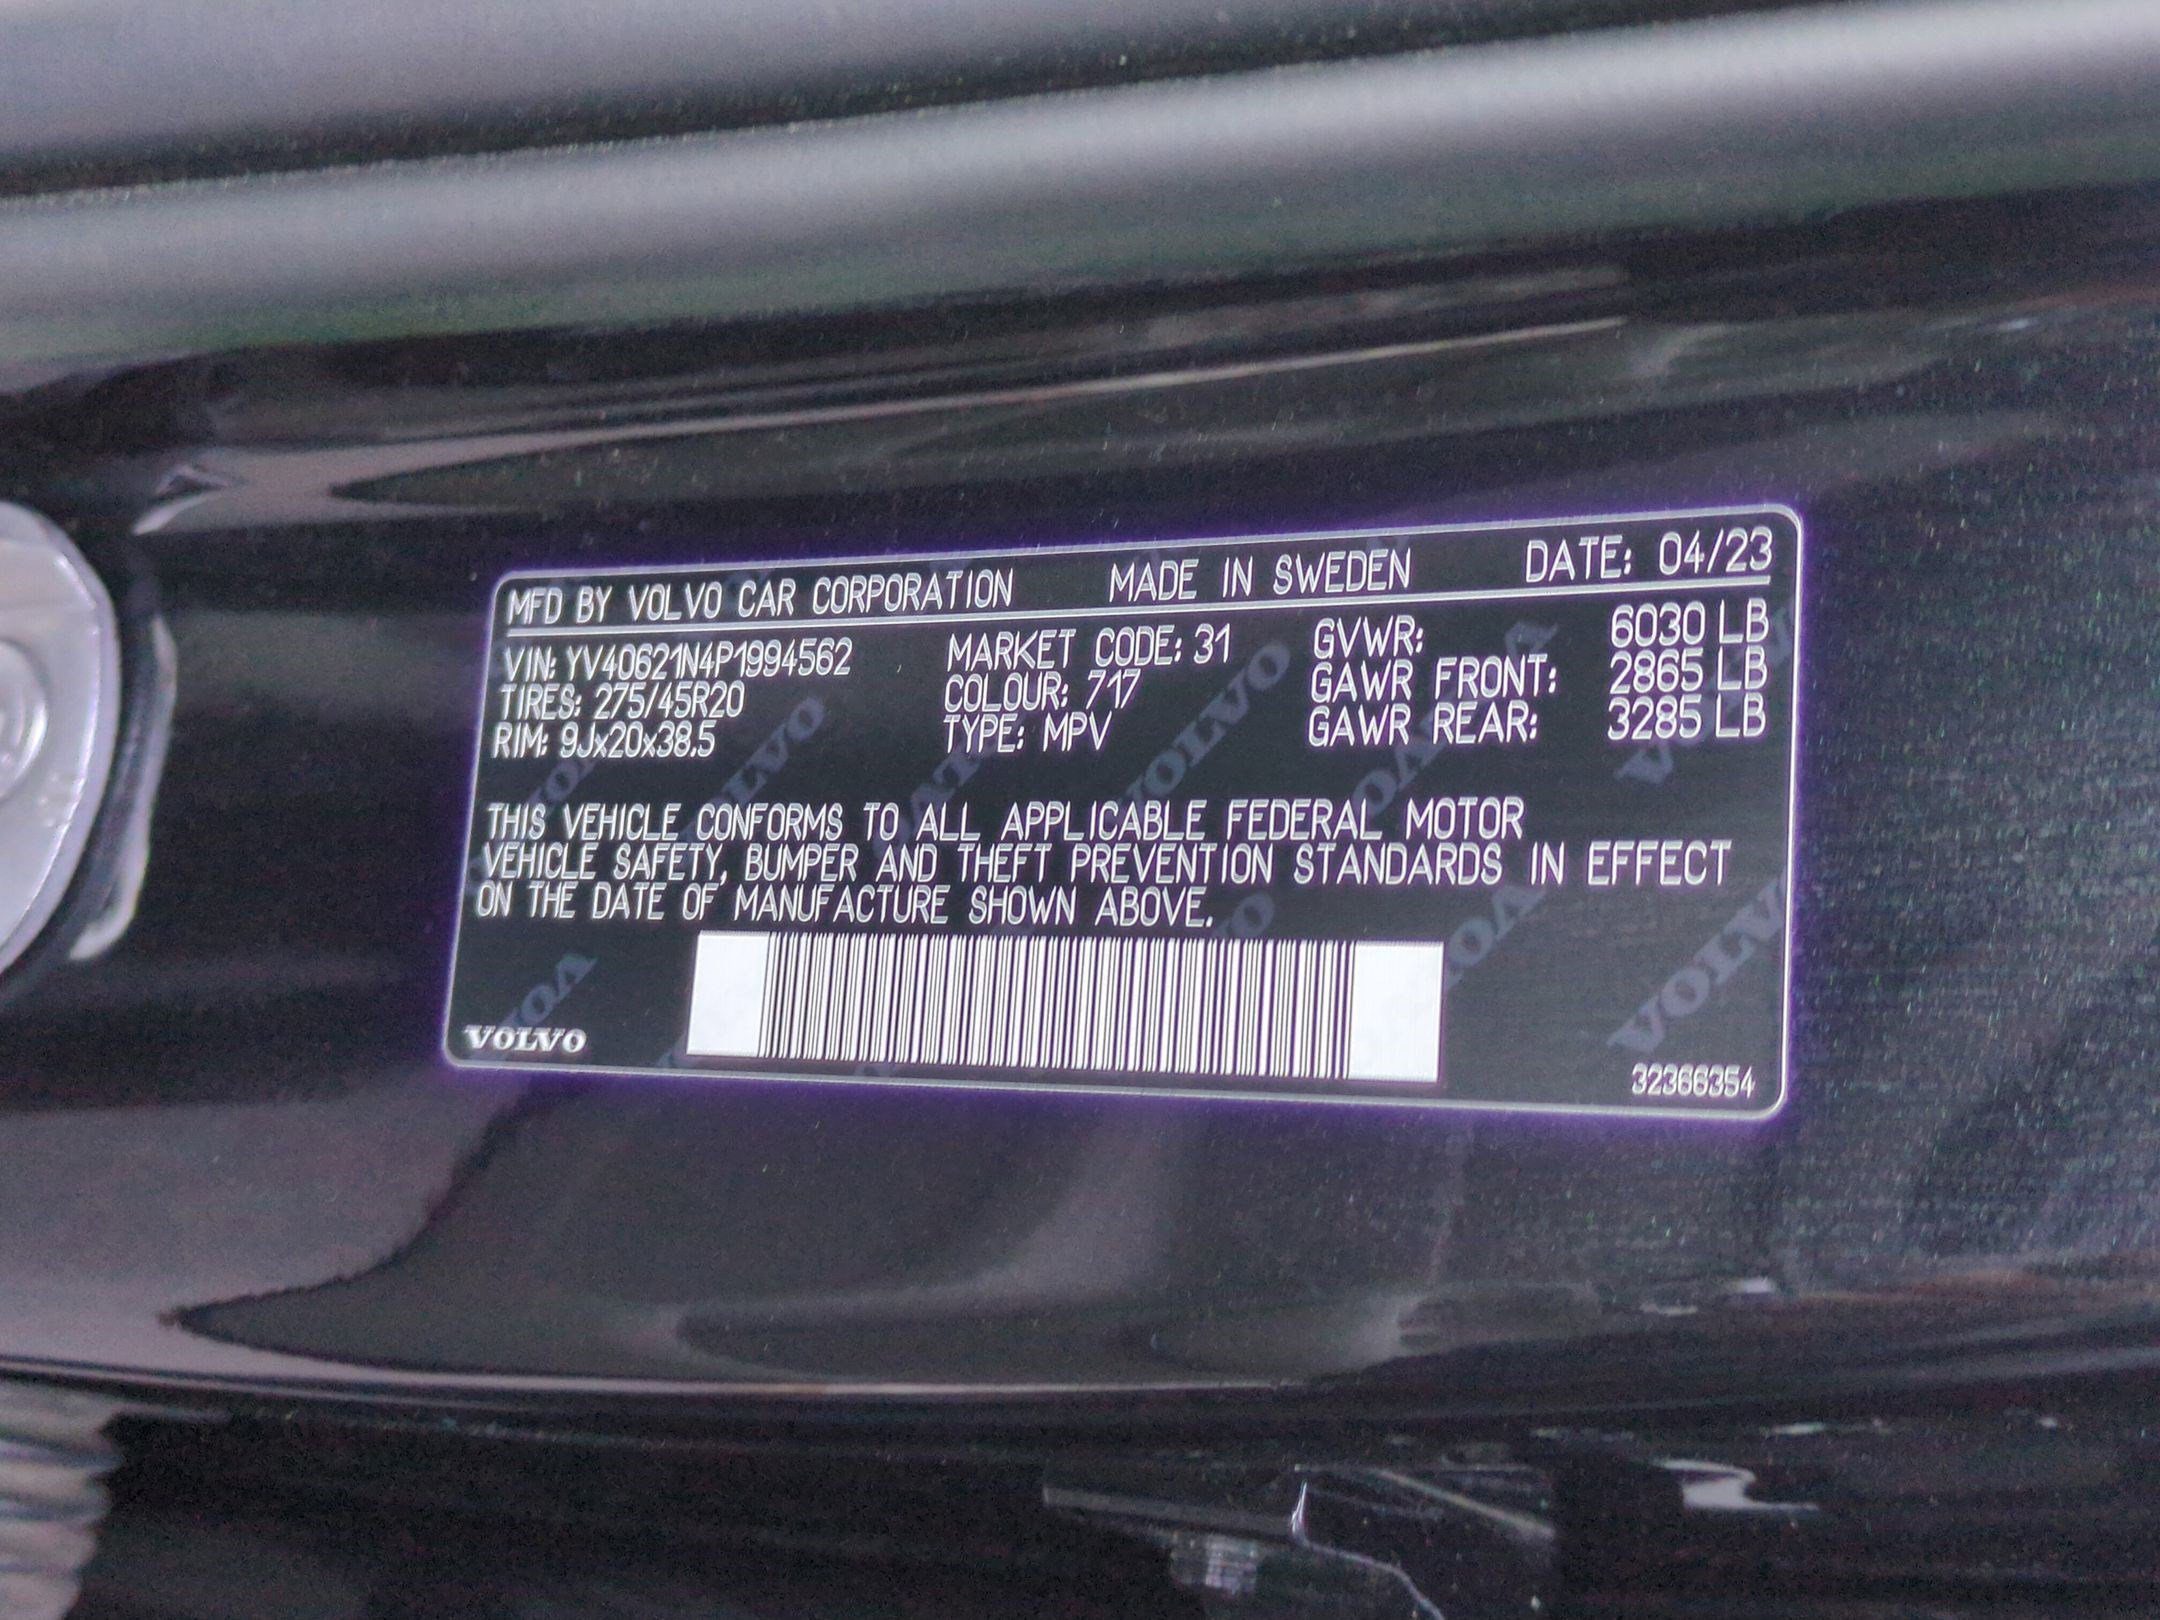 MFD BY VOLVO CAR CORPORATION MADE IN SWEDEN DATE: 04/23
VIN: YV40621N4P1994562 MARKET CODE: 31 GVWR: 6030 LB
TIRES: 275/45R20 COLOUR: 717 GAWR FRONT: 2865 LB
RIM: 9Jx20x38.5 TYPE: MPV GAWR REAR: 3285 LB
THIS VEHICLE CONFORMS TO ALL APPLICABLE FEDERAL MOTOR
VEHICLE SAFETY, BUMPER AND THEFT PREVENTION STANDARDS IN EFFECT
ON THE DATE OF MANUFACTURE SHOWN ABOVE.
VOLVO
32366354